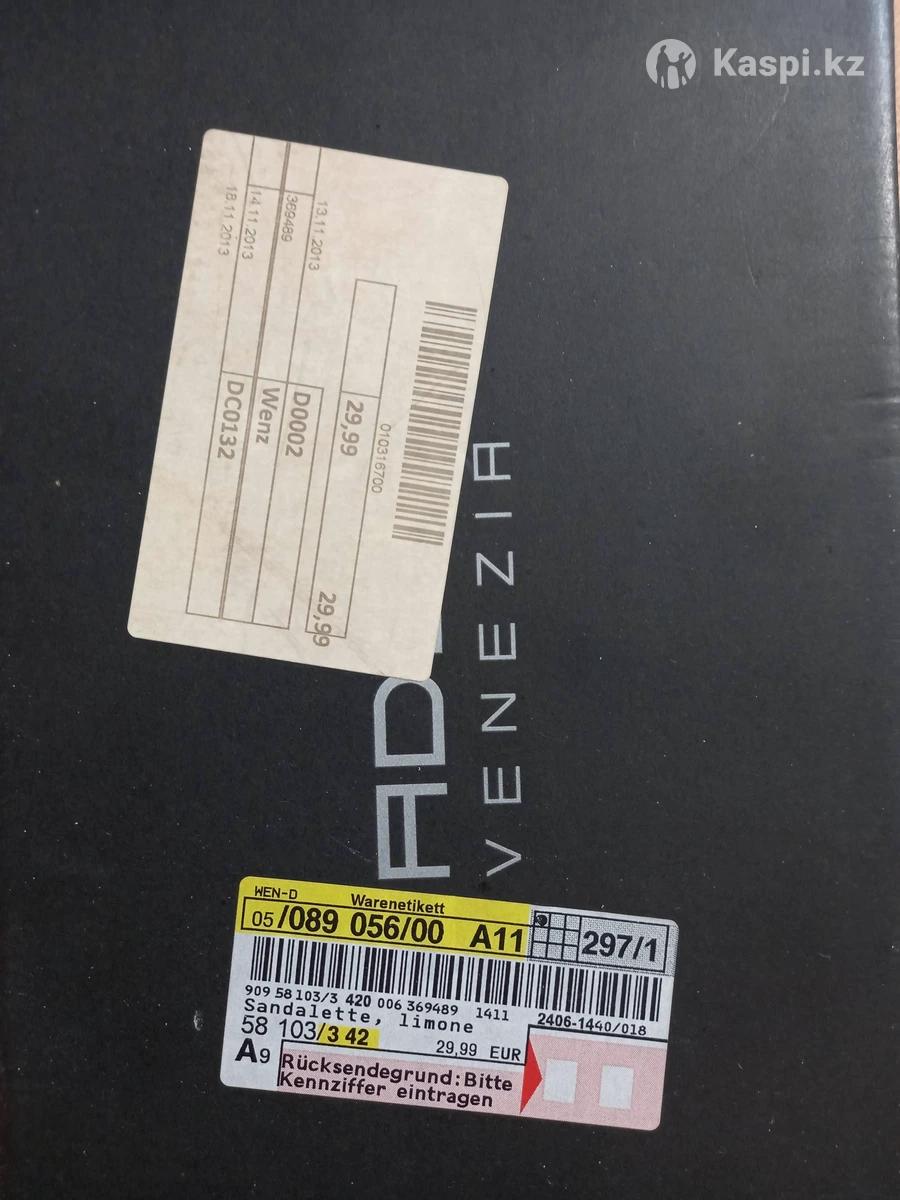 Kaspi.kz
13.11.2013
369489
14.11.2013
18.11.2013
010316700
29,99
29,99
D0002
Wenz
DC0132
VENEZIA
WEN-D
Warenetikett
05/089 056/00 A11
297/1
909 58 103/3 420 006 369489 1411
2406-1440/018
Sandalette, limone
58 103/3 42
29,99 EUR
A9
Rücksendegrund:Bitte
Kennziffer eintragen